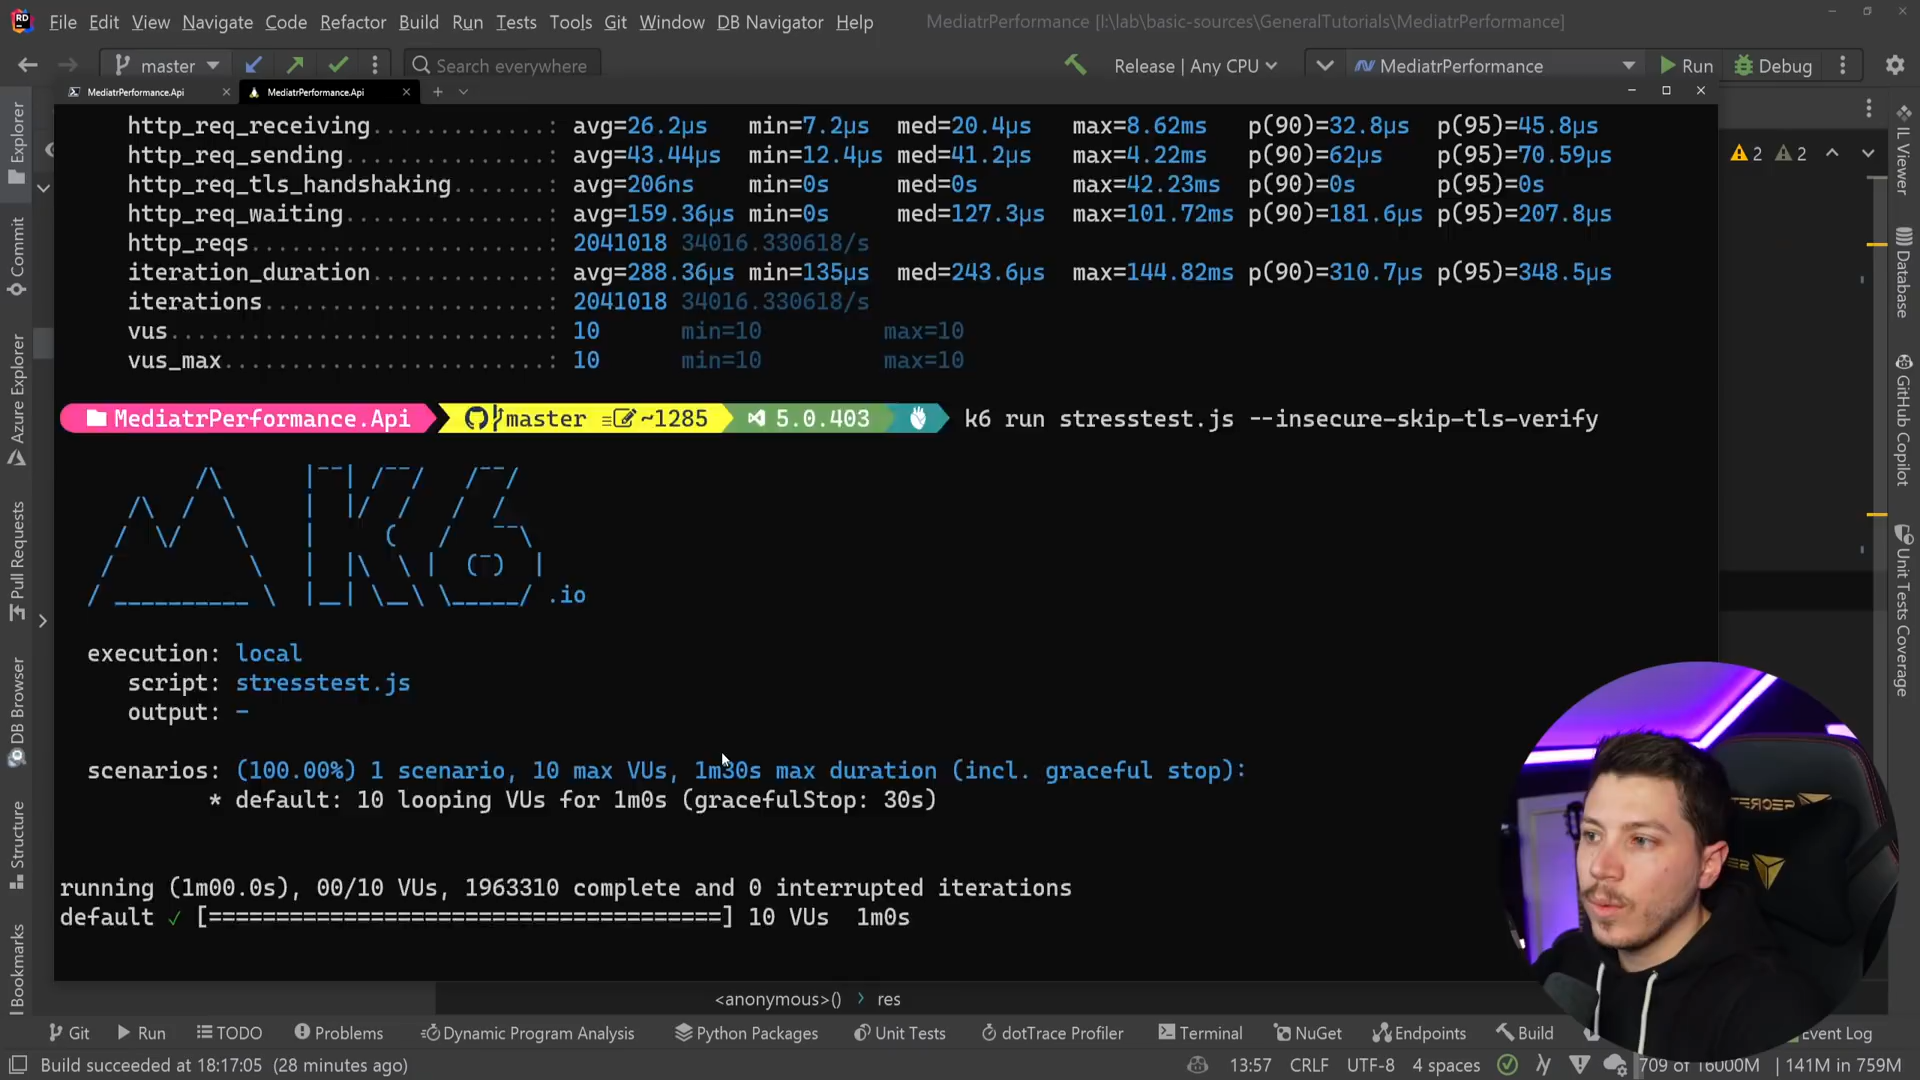 File Edit View Navigate Code Refactor Build Run Tests Tools Git Window DB Navigator Help MediatrPerformance [I:\lab\basic-sources\GeneralTutorials\MediatrPerformance]
master Search everywhere Release | Any CPU MediatrPerformance Run Debug
MediatrPerformance.Api MediatrPerformance.Api
http_req_receiving..............: avg=26.2µs min=7.2µs med=20.4µs max=8.62ms p(90)=32.8µs p(95)=45.8µs
http_req_sending................: avg=43.44µs min=12.4µs med=41.2µs max=4.22ms p(90)=62µs p(95)=70.59µs
http_req_tls_handshaking........: avg=206ns min=0s med=0s max=42.23ms p(90)=0s p(95)=0s
http_req_waiting................: avg=159.36µs min=0s med=127.3µs max=101.72ms p(90)=181.6µs p(95)=207.8µs
http_reqs.......................: 2041018 34016.330618/s
iteration_duration..............: avg=288.36µs min=135µs med=243.6µs max=144.82ms p(90)=310.7µs p(95)=348.5µs
iterations......................: 2041018 34016.330618/s
vus.............................: 10 min=10 max=10
vus_max.........................: 10 min=10 max=10
MediatrPerformance.Api master ~1285 5.0.403 k6 run stresstest.js --insecure-skip-tls-verify
K6
.io
execution: local
script: stresstest.js
output: -
scenarios: (100.00%) 1 scenario, 10 max VUs, 1m30s max duration (incl. graceful stop):
* default: 10 looping VUs for 1m0s (gracefulStop: 30s)
running (1m00.0s), 00/10 VUs, 1963310 complete and 0 interrupted iterations
default ✓ [======================================] 10 VUs 1m0s
<anonymous>() > res
Git Run TODO Problems Dynamic Program Analysis Python Packages Unit Tests dotTrace Profiler Terminal NuGet Endpoints Build Event Log
Build succeeded at 18:17:05 (28 minutes ago) 13:57 CRLF UTF-8 4 spaces 709 of 16000M 141M in 759M
Explorer
Commit
Azure Explorer
Pull Requests
DB Browser
Structure
Bookmarks
2 2
IL Viewer
Database
GitHub Copilot
Unit Tests Coverage